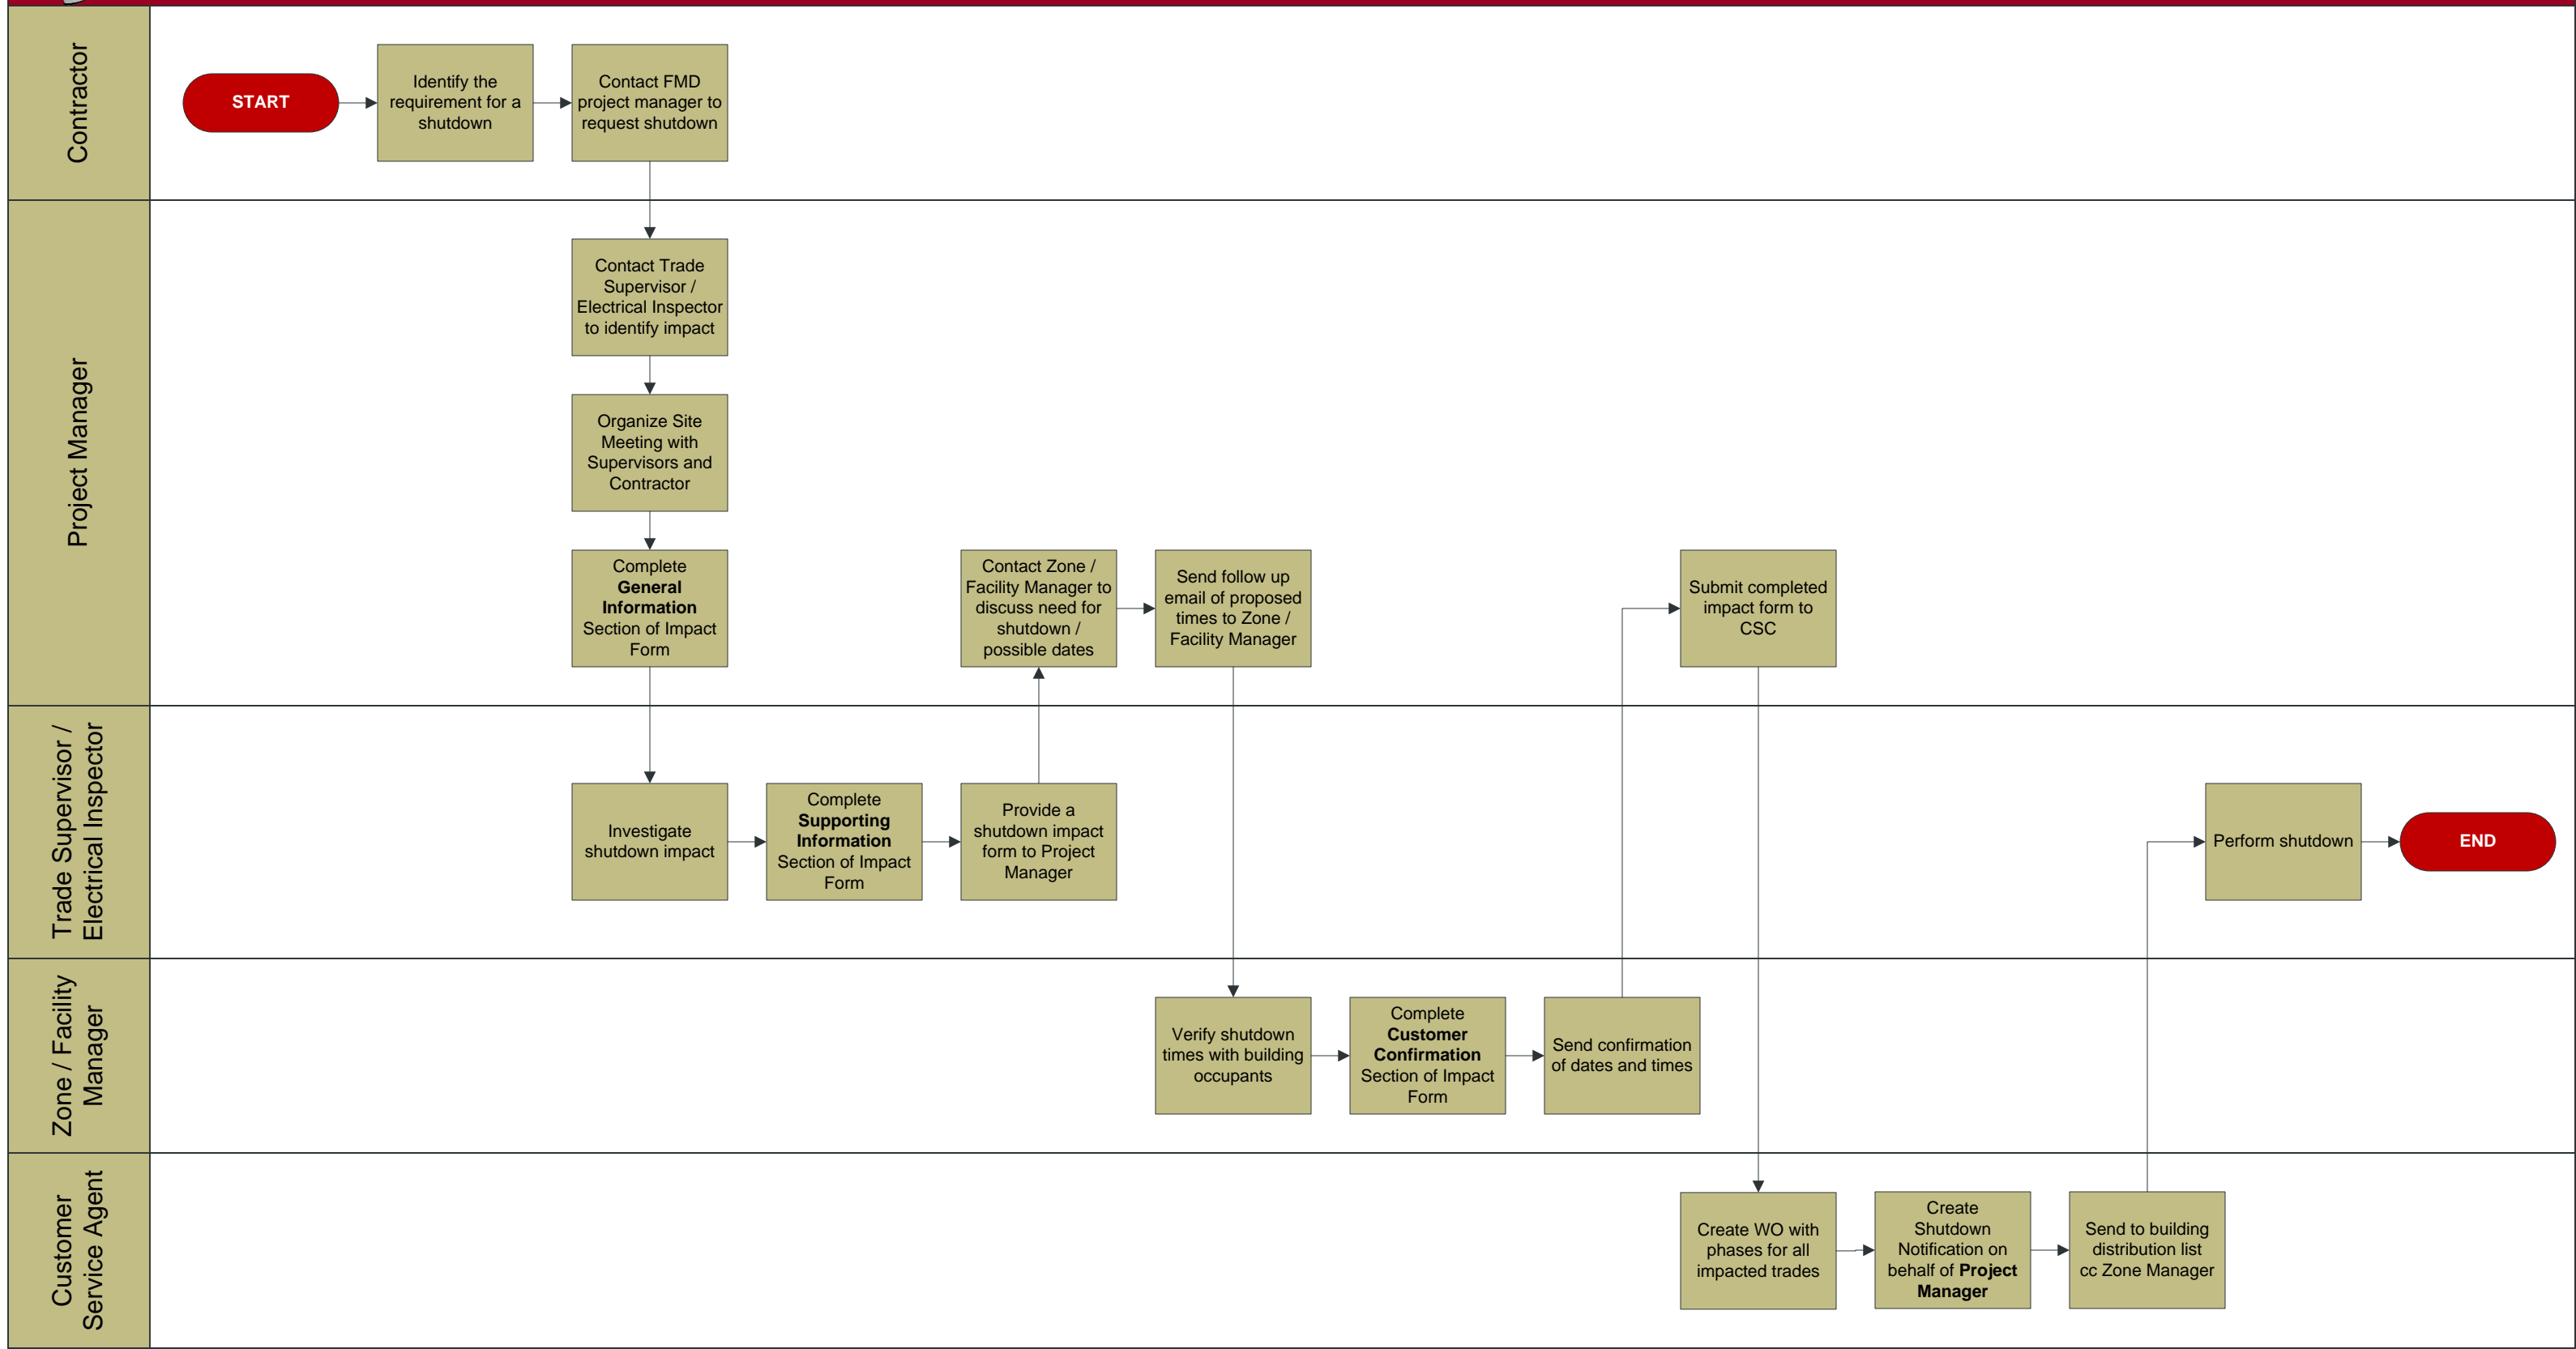 Contractor
START
Identify the
requirement for a
shutdown
Contact FMD
project manager to
request shutdown
Project Manager
Contact Trade
Supervisor /
Electrical Inspector
to identify impact
Organize Site
Meeting with
Supervisors and
Contractor
Complete
General
Information
Section of Impact
Form
Contact Zone /
Facility Manager to
discuss need for
shutdown /
possible dates
Send follow up
email of proposed
times to Zone /
Facility Manager
Submit completed
impact form to
CSC
Trade Supervisor /
Electrical Inspector
Investigate
shutdown impact
Complete
Supporting
Information
Section of Impact
Form
Provide a
shutdown impact
form to Project
Manager
Perform shutdown
END
Zone / Facility
Manager
Verify shutdown
times with building
occupants
Complete
Customer
Confirmation
Section of Impact
Form
Send confirmation
of dates and times
Customer
Service Agent
Create WO with
phases for all
impacted trades
Create
Shutdown
Notification on
behalf of Project
Manager
Send to building
distribution list
cc Zone Manager